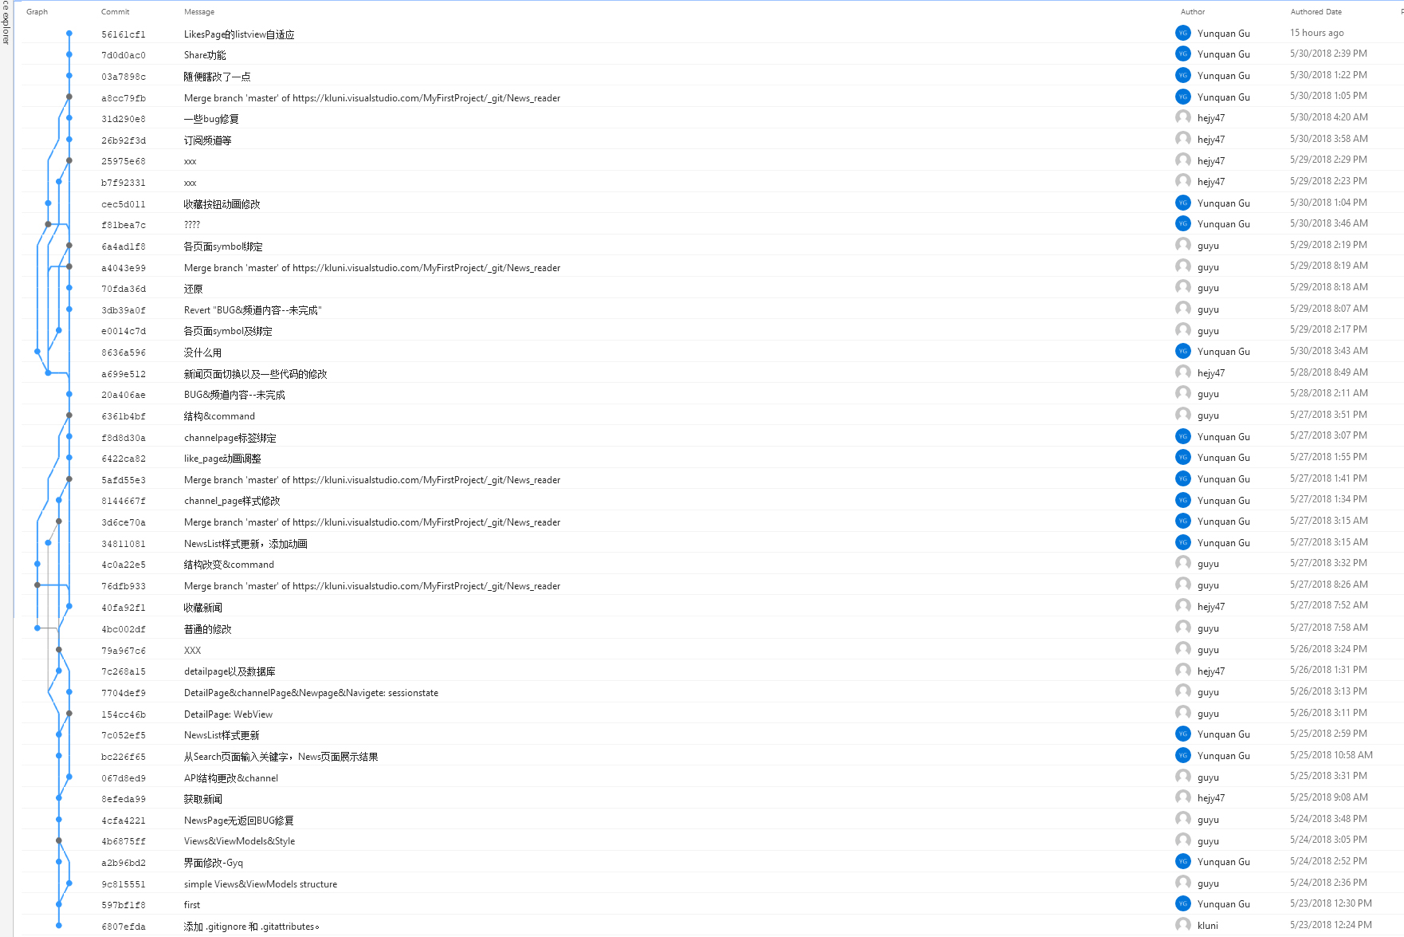 ce explorer
Graph Commit Message Author Authored Date
56161cf1 LikesPage的listview自适应 YG Yunquan Gu 15 hours ago
7d0d0ac0 Share功能 YG Yunquan Gu 5/30/2018 2:39 PM
03a7898c 随便瞎改了一点 YG Yunquan Gu 5/30/2018 1:22 PM
a8cc79fb Merge branch 'master' of https://kluni.visualstudio.com/MyFirstProject/_git/News_reader YG Yunquan Gu 5/30/2018 1:05 PM
31d290e8 一些bug修复 hejy47 5/30/2018 4:20 AM
26b92f3d 订阅频道等 hejy47 5/30/2018 3:58 AM
25975e68 xxx hejy47 5/29/2018 2:29 PM
b7f92331 xxx hejy47 5/29/2018 2:23 PM
cec5d011 收藏按钮动画修改 YG Yunquan Gu 5/30/2018 1:04 PM
f81bea7c ???? YG Yunquan Gu 5/30/2018 3:46 AM
6a4ad1f8 各页面symbol绑定 guyu 5/29/2018 2:19 PM
a4043e99 Merge branch 'master' of https://kluni.visualstudio.com/MyFirstProject/_git/News_reader guyu 5/29/2018 8:19 AM
70fda36d 还原 guyu 5/29/2018 8:18 AM
3db39a0f Revert "BUG&频道内容--未完成" guyu 5/29/2018 8:07 AM
e0014c7d 各页面symbol及绑定 guyu 5/29/2018 2:17 PM
8636a596 没什么用 YG Yunquan Gu 5/30/2018 3:43 AM
a699e512 新闻页面切换以及一些代码的修改 hejy47 5/28/2018 8:49 AM
20a406ae BUG&频道内容--未完成 guyu 5/28/2018 2:11 AM
6361b4bf 结构&command guyu 5/27/2018 3:51 PM
f8d8d30a channelpage标签绑定 YG Yunquan Gu 5/27/2018 3:07 PM
6422ca82 like_page动画调整 YG Yunquan Gu 5/27/2018 1:55 PM
5afd55e3 Merge branch 'master' of https://kluni.visualstudio.com/MyFirstProject/_git/News_reader YG Yunquan Gu 5/27/2018 1:41 PM
8144667f channel_page样式修改 YG Yunquan Gu 5/27/2018 1:34 PM
3d6ce70a Merge branch 'master' of https://kluni.visualstudio.com/MyFirstProject/_git/News_reader YG Yunquan Gu 5/27/2018 3:15 AM
34811081 NewsList样式更新，添加动画 YG Yunquan Gu 5/27/2018 3:15 AM
4c0a22e5 结构改变&command guyu 5/27/2018 3:32 PM
76dfb933 Merge branch 'master' of https://kluni.visualstudio.com/MyFirstProject/_git/News_reader guyu 5/27/2018 8:26 AM
40fa92f1 收藏新闻 hejy47 5/27/2018 7:52 AM
4bc002df 普通的修改 guyu 5/27/2018 7:58 AM
79a967c6 XXX guyu 5/26/2018 3:24 PM
7c268a15 detailpage以及数据库 hejy47 5/26/2018 1:31 PM
7704def9 DetailPage&channelPage&Newpage&Navigete: sessionstate guyu 5/26/2018 3:13 PM
154cc46b DetailPage: WebView guyu 5/26/2018 3:11 PM
7c052ef5 NewsList样式更新 YG Yunquan Gu 5/25/2018 2:59 PM
bc226f65 从Search页面输入关键字，News页面展示结果 YG Yunquan Gu 5/25/2018 10:58 AM
067d8ed9 API结构更改&channel guyu 5/25/2018 3:31 PM
8efeda99 获取新闻 hejy47 5/25/2018 9:08 AM
4cfa4221 NewsPage无返回BUG修复 guyu 5/24/2018 3:48 PM
4b6875ff Views&ViewModels&Style guyu 5/24/2018 3:05 PM
a2b96bd2 界面修改-Gyq YG Yunquan Gu 5/24/2018 2:52 PM
9c815551 simple Views&ViewModels structure guyu 5/24/2018 2:36 PM
597bf1f8 first YG Yunquan Gu 5/23/2018 12:30 PM
6807efda 添加 .gitignore 和 .gitattributes。 kluni 5/23/2018 12:24 PM